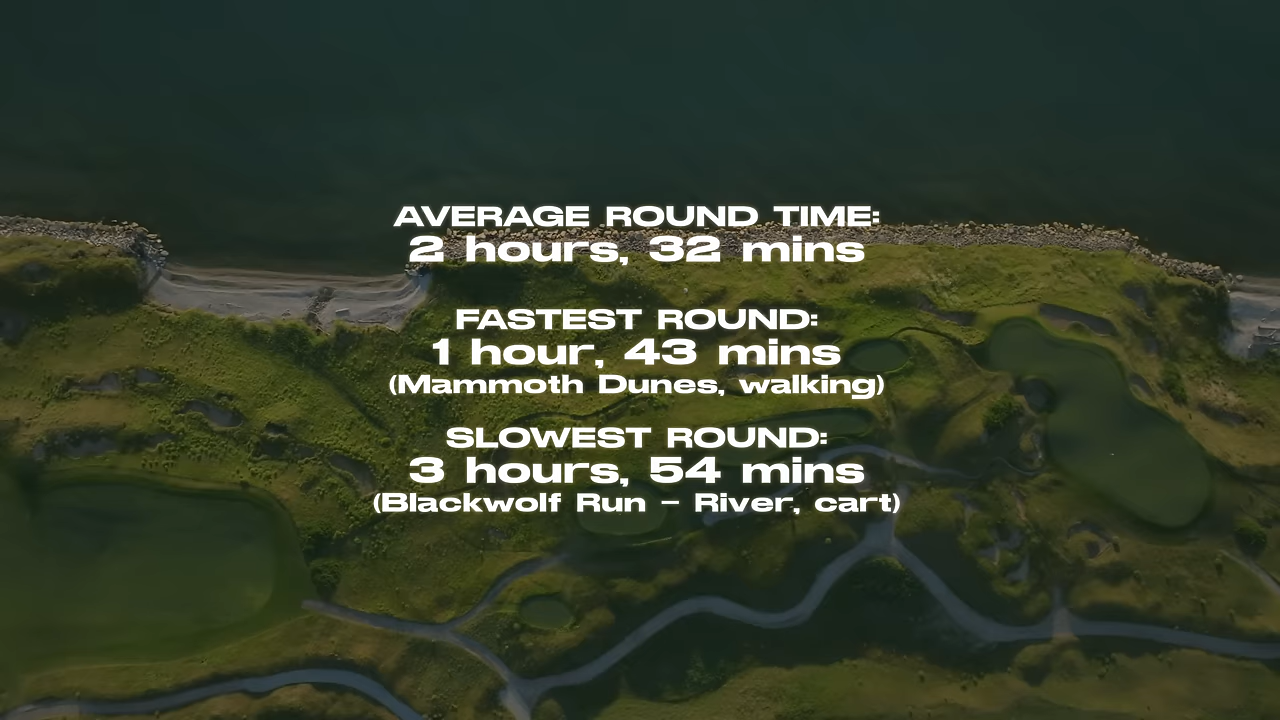 AVERAGE ROUND TIME:
2 hours, 32 mins
FASTEST ROUND:
1 hour, 43 mins
(Mammoth Dunes, walking)
SLOWEST ROUND:
3 hours, 54 mins
(Blackwolf Run - River, cart)